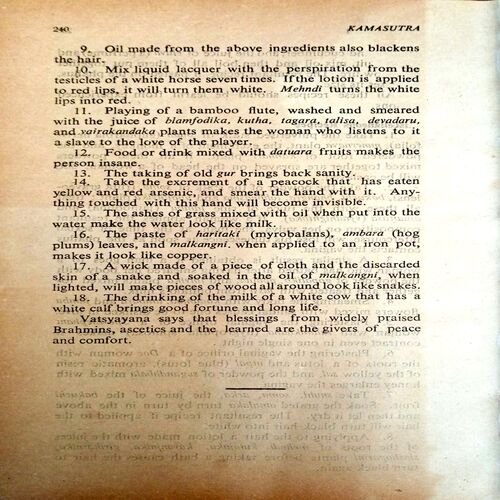 240 KAMASUTRA
9. Oil made from the above ingredients also blackens
the hair.
10. Mix liquid lacquer with the perspiration from the
testicles of a white horse seven times. If the lotion is applied
to red lips, it will turn them white. Mehndi turns the white
lips into red.
11. Playing of a bamboo flute, washed and smeared
with the juice of blamfodika, kutha, tagara, talisa, devadaru,
and vairakandaka plants makes the woman who listens to it
a slave to the love of the player.
12. Food or drink mixed with datuara fruits makes the
person insane.
13. The taking of old gur brings back sanity.
14. Take the excrement of a peacock that has eaten
yellow and red arsenic, and smear the hand with it. Any-
thing touched with this hand will become invisible.
15. The ashes of grass mixed with oil when put into the
water make the water look like milk.
16. The paste of haritaki (myrobalans), ambara (hog
plums) leaves, and malkangni, when applied to an iron pot,
makes it look like copper.
17. A wick made of a piece of cloth and the discarded
skin of a snake and soaked in the oil of malkangni, when
lighted, will make pieces of wood all around look like snakes.
18. The drinking of the milk of a white cow that has a
white calf brings good fortune and long life.
Vatsyayana says that blessings from widely praised
Brahmins, ascetics and the learned are the givers of peace
and comfort.